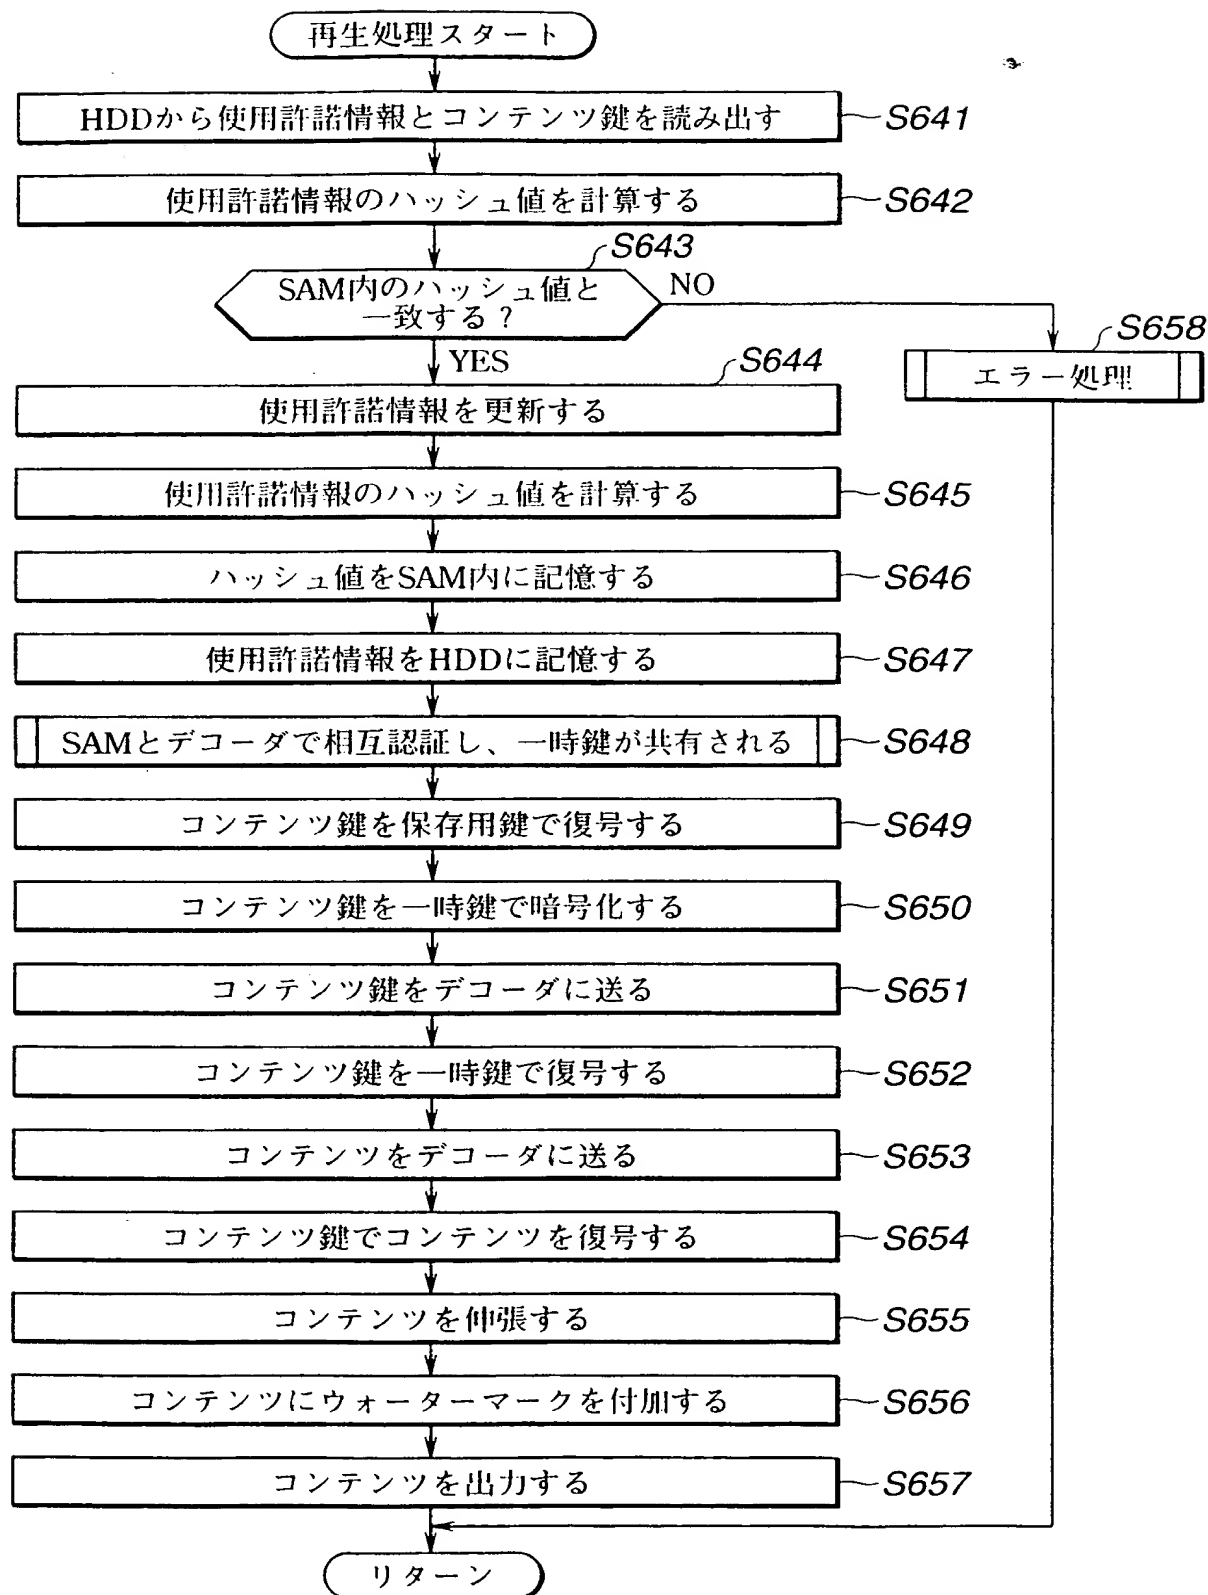 再生処理スタート
HDDから使用許諾情報とコンテンツ鍵を読み出す
S641
使用許諾情報のハッシュ値を計算する
S642
S643
SAM内のハッシュ値と
一致する?
NO
YES
S658
エラー処理
S644
使用許諾情報を更新する
使用許諾情報のハッシュ値を計算する
S645
ハッシュ値をSAM内に記憶する
S646
使用許諾情報をHDDに記憶する
S647
SAMとデコーダで相互認証し、一時鍵が共有される
S648
コンテンツ鍵を保存用鍵で復号する
S649
コンテンツ鍵を一時鍵で暗号化する
S650
コンテンツ鍵をデコーダに送る
S651
コンテンツ鍵を一時鍵で復号する
S652
コンテンツをデコーダに送る
S653
コンテンツ鍵でコンテンツを復号する
S654
コンテンツを伸張する
S655
コンテンツにウォーターマークを付加する
S656
コンテンツを出力する
S657
リターン